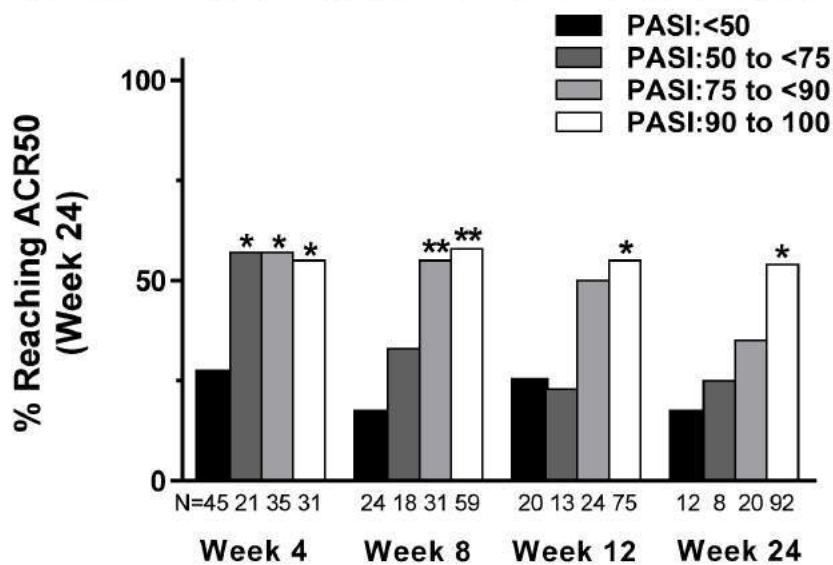 PASI:<50
PASI:50 to <75
PASI:75 to <90
PASI:90 to 100
% Reaching ACR50
(Week 24)
100
50
0
* * * ** ** * *
N=45 21 35 31 24 18 31 59 20 13 24 75 12 8 20 92
Week 4 Week 8 Week 12 Week 24